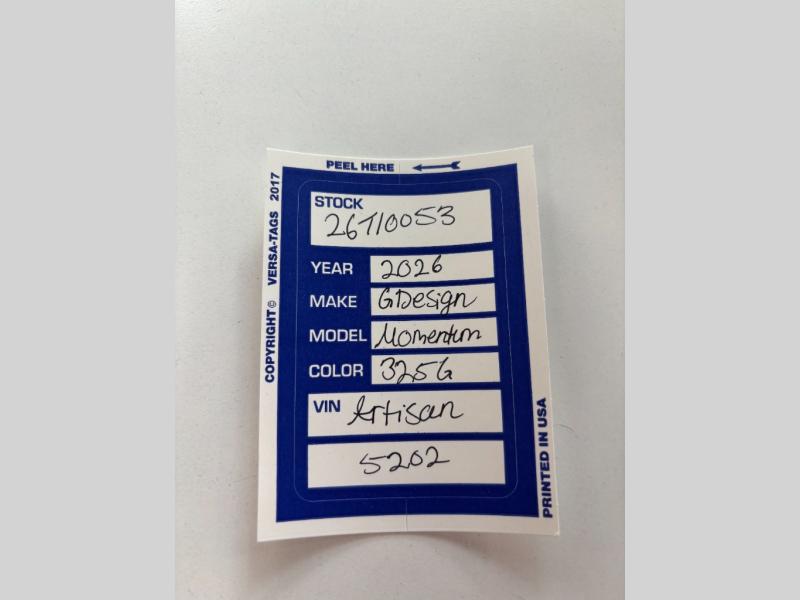 PEEL HERE
COPYRIGHT © VERSA-TAGS 2017
STOCK
26T10053
YEAR 2026
MAKE GDesign
MODEL Momentum
COLOR 325G
VIN Artisan
5202
PRINTED IN USA